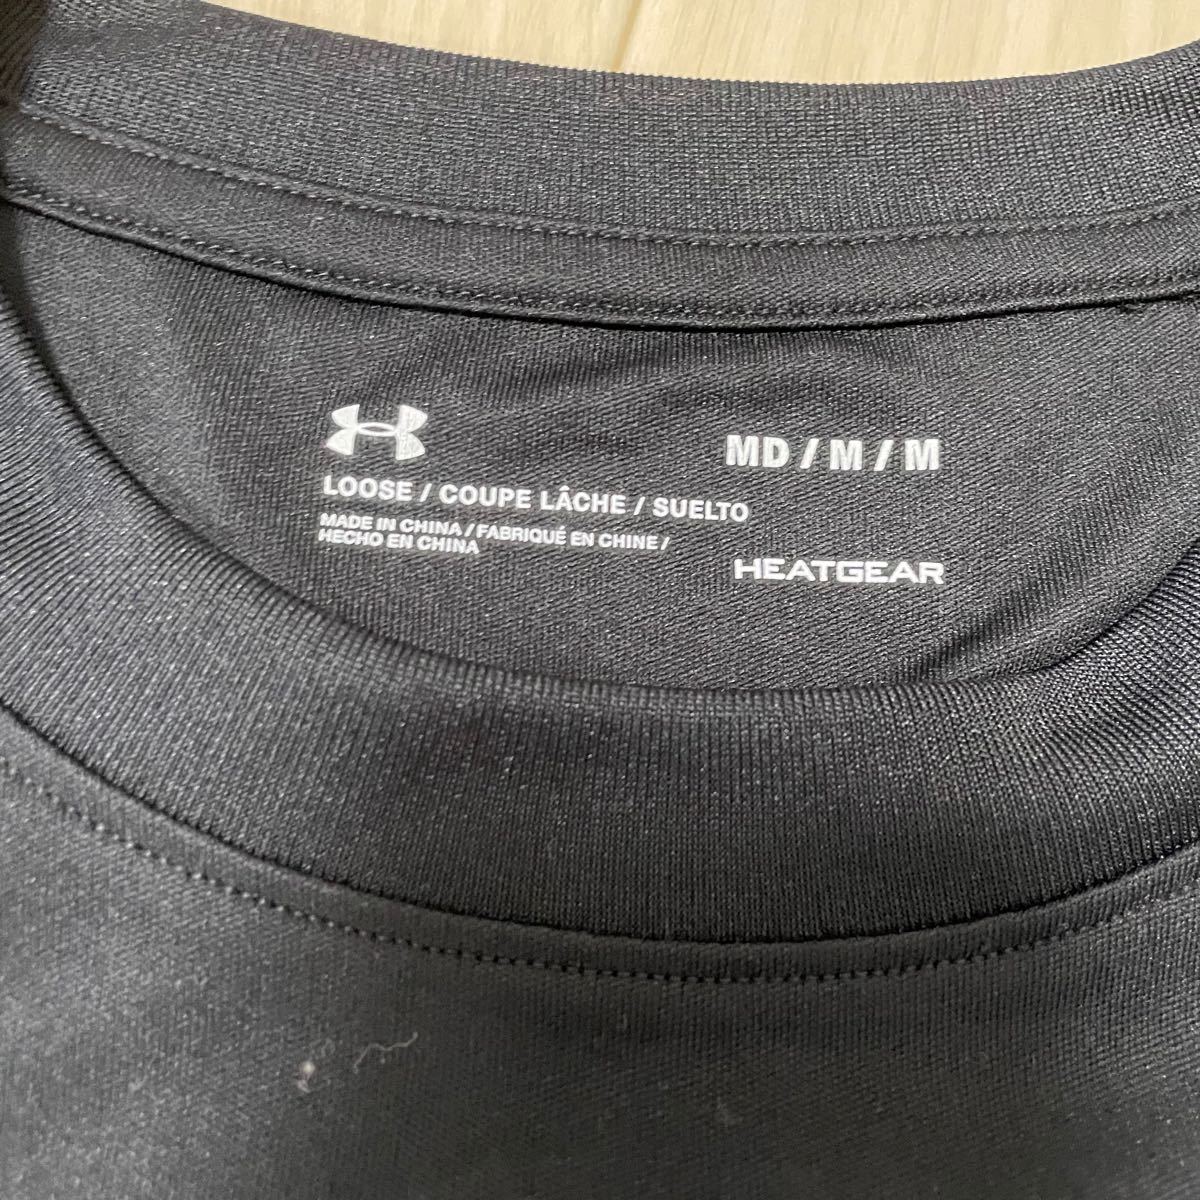 MD / M / M
LOOSE / COUPE LÂCHE / SUELTO
MADE IN CHINA / FABRIQUÉ EN CHINE /
HECHO EN CHINA
HEATGEAR